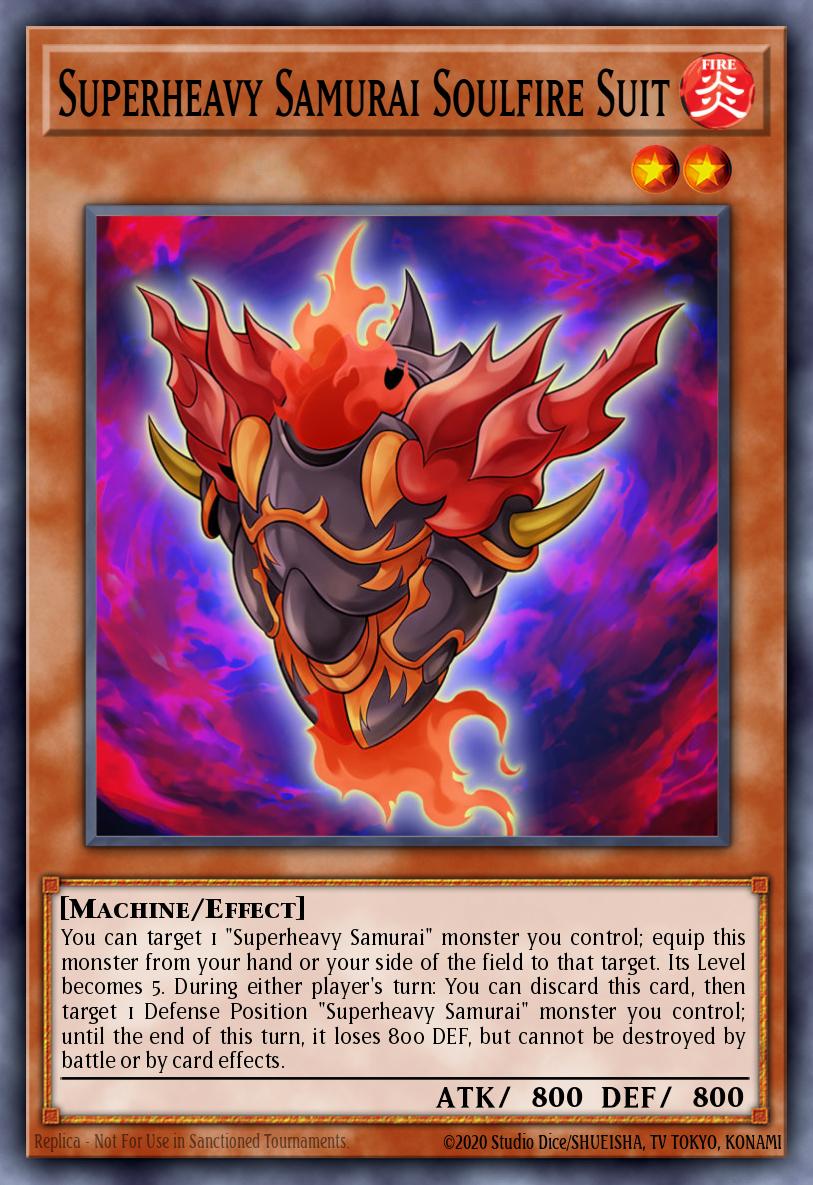 Superheavy Samurai Soulfire Suit
FIRE
炎
[Machine/Effect]
You can target 1 "Superheavy Samurai" monster you control; equip this
monster from your hand or your side of the field to that target. Its Level
becomes 5. During either player's turn: You can discard this card, then
target 1 Defense Position "Superheavy Samurai" monster you control;
until the end of this turn, it loses 800 DEF, but cannot be destroyed by
battle or by card effects.
ATK/ 800 DEF/ 800
Replica - Not For Use in Sanctioned Tournaments.
©2020 Studio Dice/SHUEISHA, TV TOKYO, KONAMI